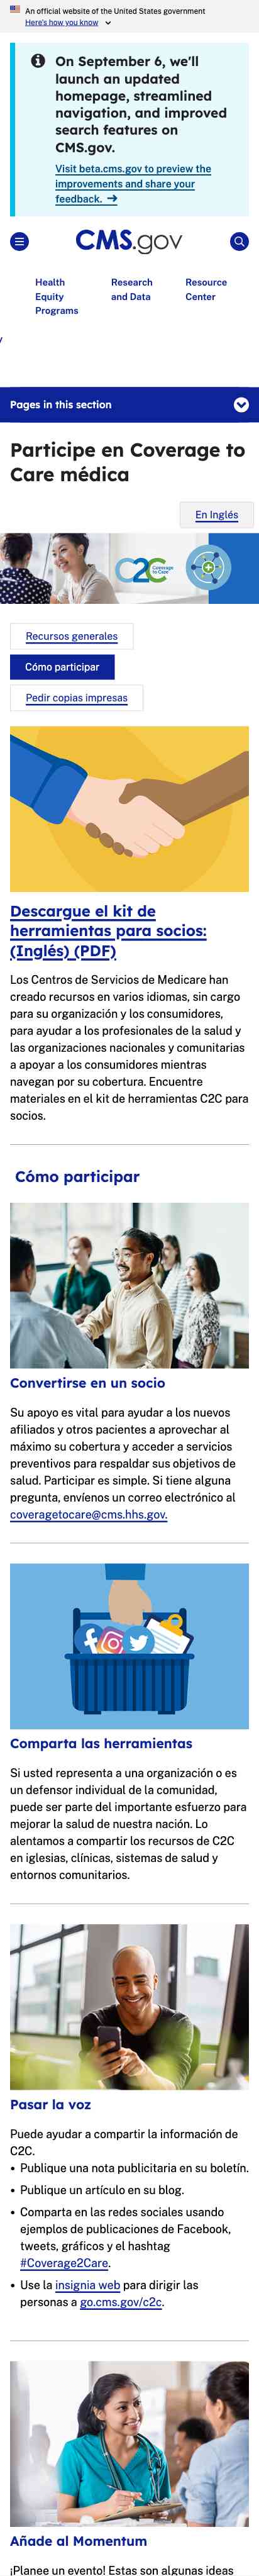 An official website of the United States government
Here's how you know
On September 6, we'll
launch an updated
homepage, streamlined
navigation, and improved
search features on
CMS.gov.
Visit beta.cms.gov to preview the
improvements and share your
feedback. →
CMS.gov
Health
Equity
Programs
Research
and Data
Resource
Center
y
Pages in this section
Participe en Coverage to
Care médica
En Inglés
C2C Coverage
to Care
Recursos generales
Cómo participar
Pedir copias impresas
Descargue el kit de
herramientas para socios:
(Inglés) (PDF)
Los Centros de Servicios de Medicare han
creado recursos en varios idiomas, sin cargo
para su organización y los consumidores,
para ayudar a los profesionales de la salud y
las organizaciones nacionales y comunitarias
a apoyar a los consumidores mientras
navegan por su cobertura. Encuentre
materiales en el kit de herramientas C2C para
socios.
Cómo participar
Convertirse en un socio
Su apoyo es vital para ayudar a los nuevos
afiliados y otros pacientes a aprovechar al
máximo su cobertura y acceder a servicios
preventivos para respaldar sus objetivos de
salud. Participar es simple. Si tiene alguna
pregunta, envíenos un correo electrónico al
coveragetocare@cms.hhs.gov.
Comparta las herramientas
Si usted representa a una organización o es
un defensor individual de la comunidad,
puede ser parte del importante esfuerzo para
mejorar la salud de nuestra nación. Lo
alentamos a compartir los recursos de C2C
en iglesias, clínicas, sistemas de salud y
entornos comunitarios.
Pasar la voz
Puede ayudar a compartir la información de
C2C.
• Publique una nota publicitaria en su boletín.
• Publique un artículo en su blog.
• Comparta en las redes sociales usando
ejemplos de publicaciones de Facebook,
tweets, gráficos y el hashtag
#Coverage2Care.
• Use la insignia web para dirigir las
personas a go.cms.gov/c2c.
Añade al Momentum
¡Planee un evento! Estas son algunas ideas